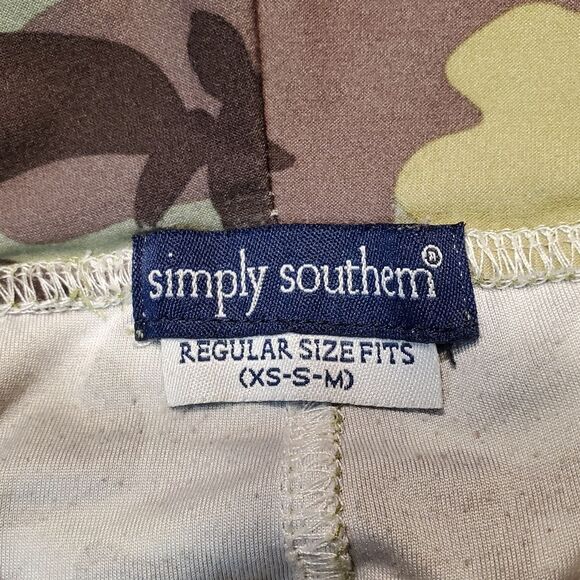 simply southern®
REGULAR SIZE FITS
(XS-S-M)